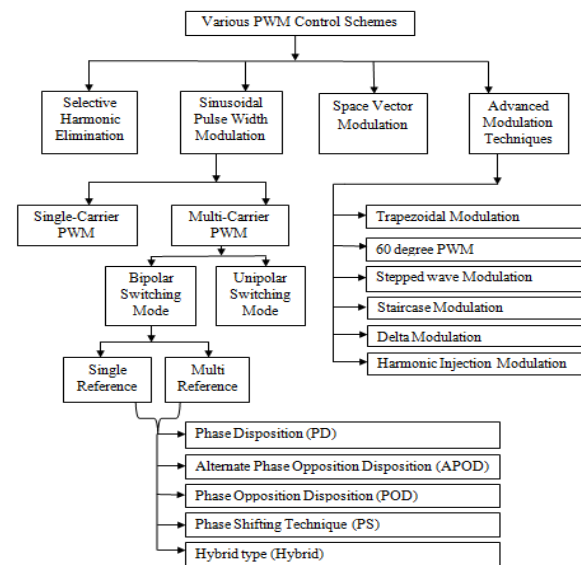 Various PWM Control Schemes
Selective
Harmonic
Elimination
Sinusoidal
Pulse Width
Modulation
Space Vector
Modulation
Advanced
Modulation
Techniques
Single-Carrier
PWM
Multi-Carrier
PWM
Trapezoidal Modulation
60 degree PWM
Stepped wave Modulation
Staircase Modulation
Delta Modulation
Harmonic Injection Modulation
Bipolar
Switching
Mode
Unipolar
Switching
Mode
Single
Reference
Multi
Reference
Phase Disposition (PD)
Alternate Phase Opposition Disposition (APOD)
Phase Opposition Disposition (POD)
Phase Shifting Technique (PS)
Hybrid type (Hybrid)